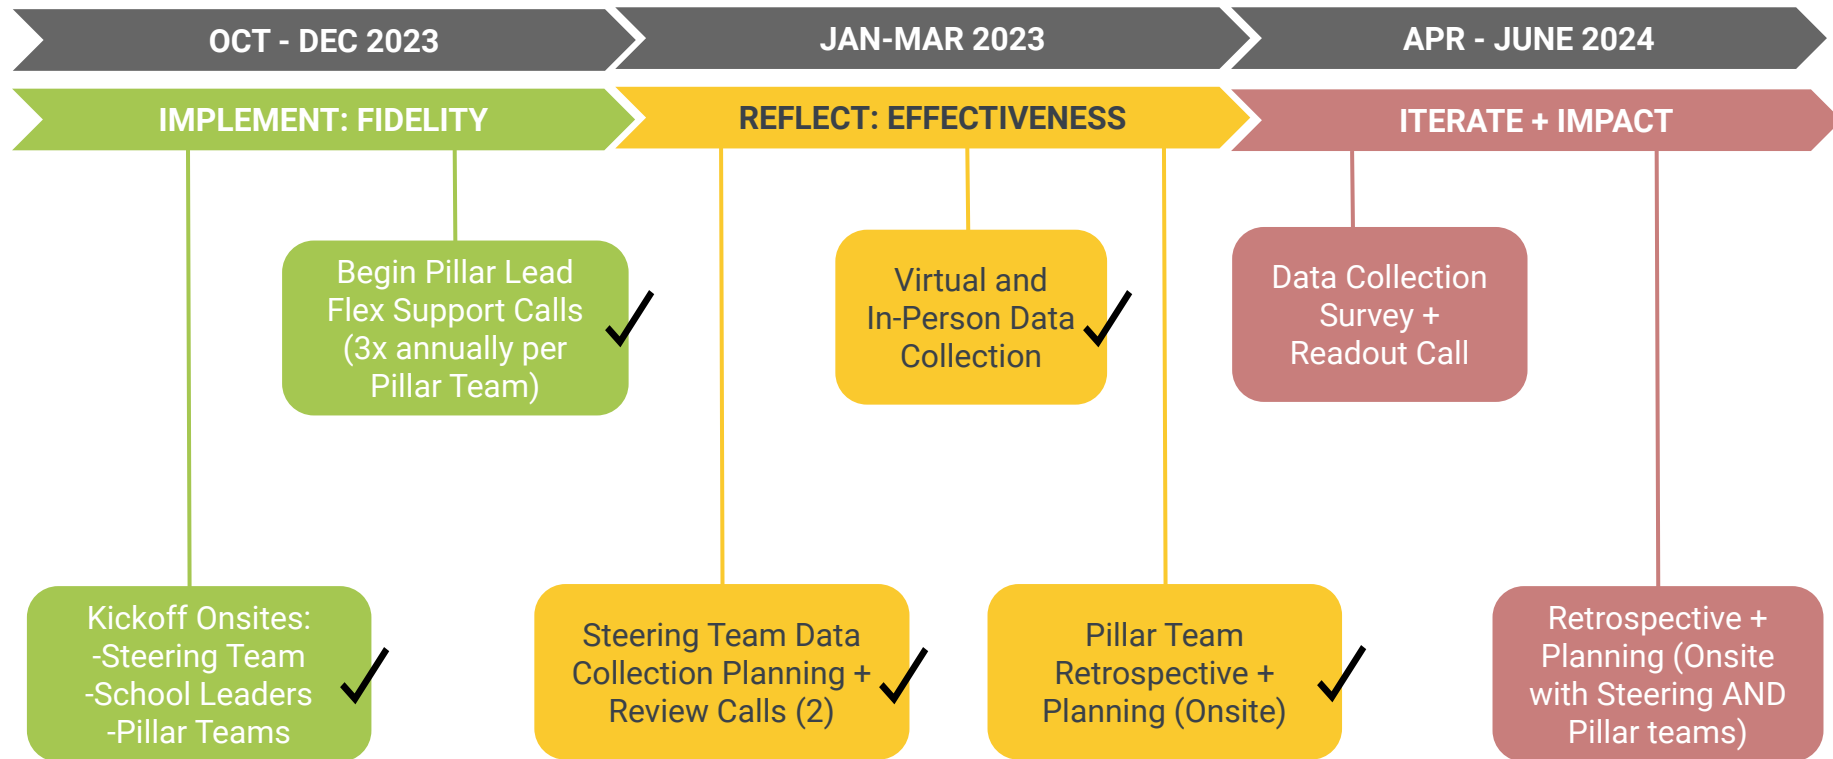 OCT - DEC 2023
JAN-MAR 2023
APR - JUNE 2024
IMPLEMENT: FIDELITY
REFLECT: EFFECTIVENESS
ITERATE + IMPACT
Begin Pillar Lead
Flex Support Calls
(3x annually per
Pillar Team)
Virtual and
In-Person Data
Collection
Data Collection
Survey +
Readout Call
Kickoff Onsites:
-Steering Team
-School Leaders
-Pillar Teams
Steering Team Data
Collection Planning +
Review Calls (2)
Pillar Team
Retrospective +
Planning (Onsite)
Retrospective +
Planning (Onsite
with Steering AND
Pillar teams)